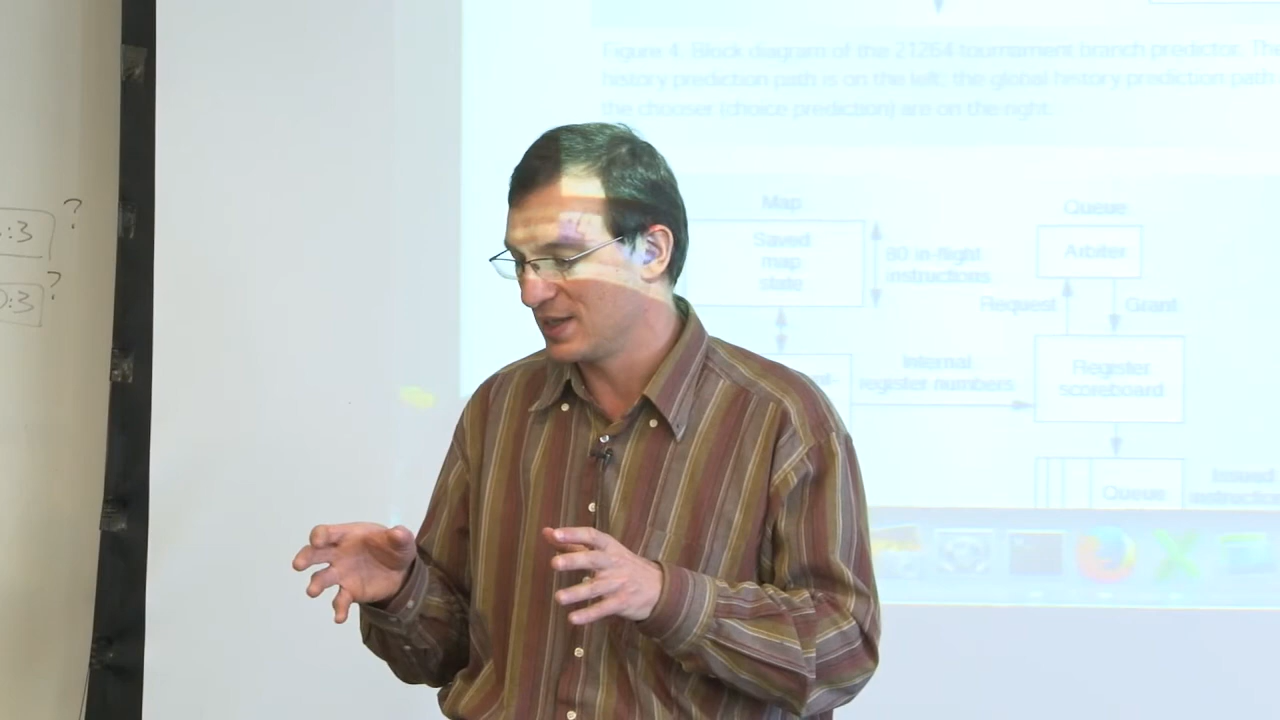 :3 ?
:3 ?
Figure 4. Block diagram of the 21264 tournament branch predictor. The
history prediction path is on the left; the global history prediction path
the chooser (choice prediction) are on the right.
Map
Saved
map
state
80 in-flight
instructions
Queue
Arbiter
Request
Grant
Internal
register numbers
Register
scoreboard
Queue